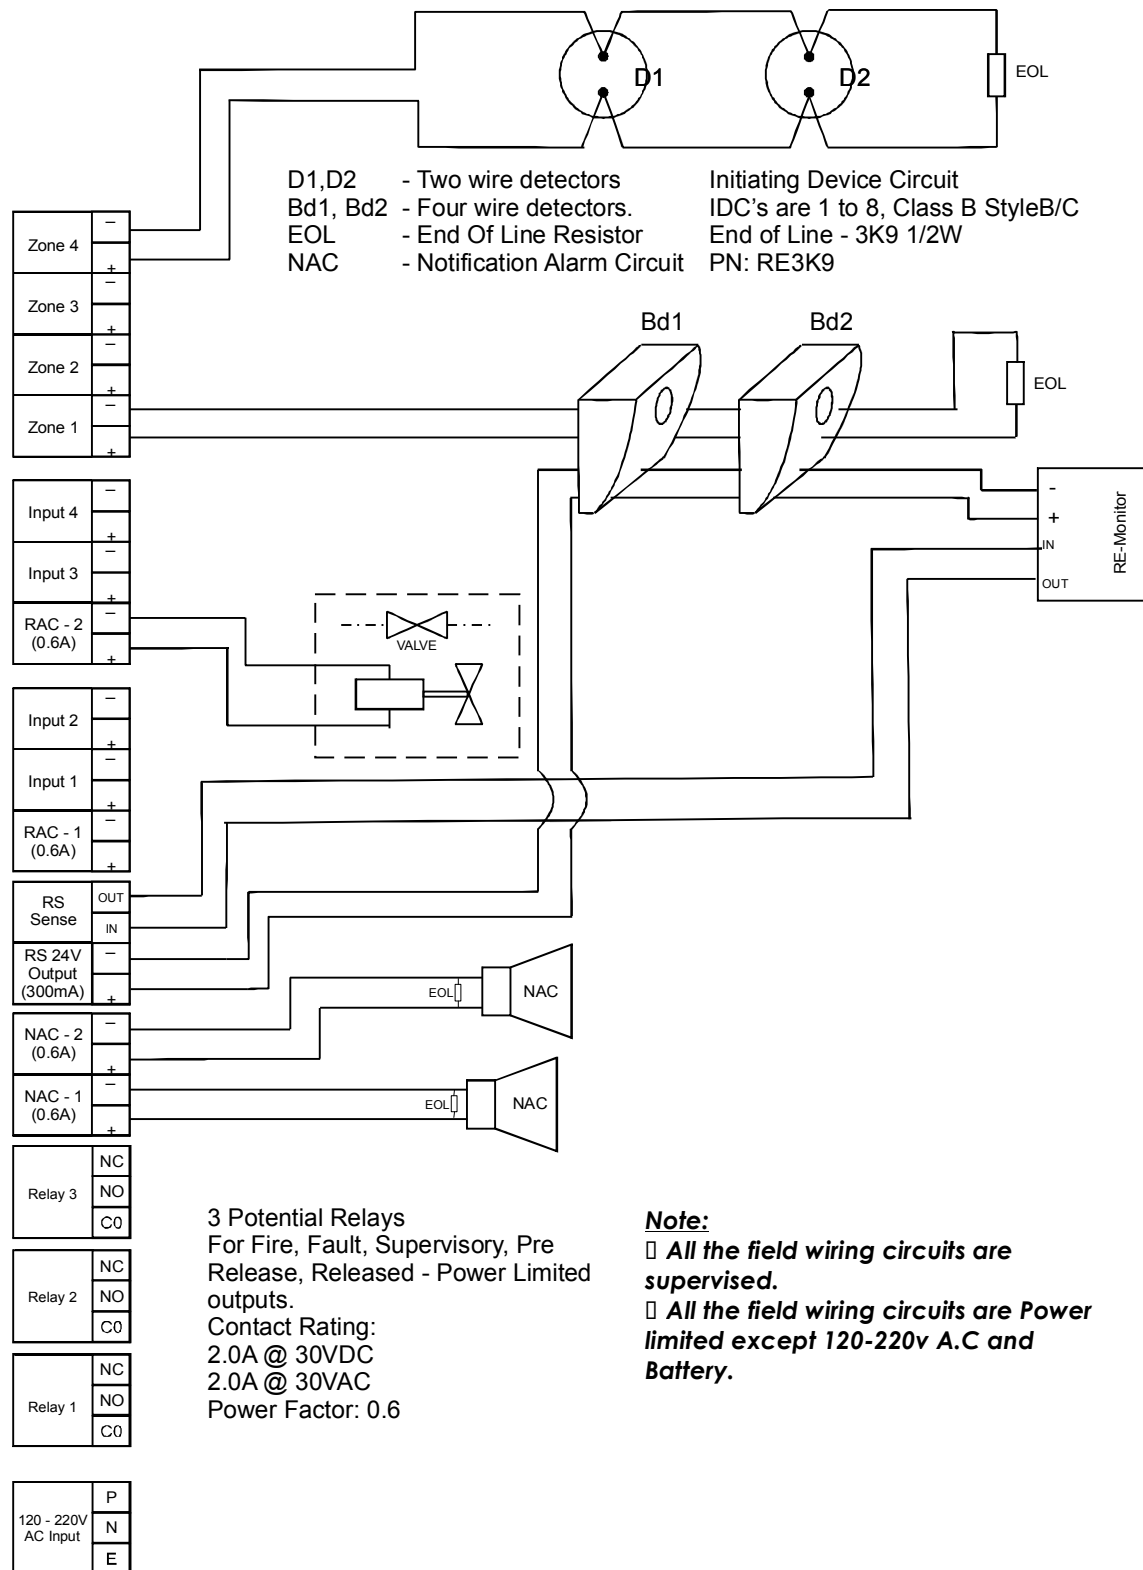 D1
D2
EOL
D1,D2 - Two wire detectors
Bd1, Bd2 - Four wire detectors.
EOL - End Of Line Resistor
NAC - Notification Alarm Circuit
Initiating Device Circuit
IDC's are 1 to 8, Class B StyleB/C
End of Line - 3K9 1/2W
PN: RE3K9
Zone 4
−
+
Zone 3
−
+
Zone 2
−
+
Zone 1
−
+
Bd1
Bd2
EOL
-
+
IN
OUT
RE-Monitor
Input 4
−
+
Input 3
−
+
RAC - 2
(0.6A)
−
+
VALVE
Input 2
−
+
Input 1
−
+
RAC - 1
(0.6A)
−
+
RS
Sense
OUT
IN
RS 24V
Output
(300mA)
−
+
NAC - 2
(0.6A)
−
+
EOL
NAC
NAC - 1
(0.6A)
−
+
EOL
NAC
Relay 3
NC
NO
C0
Relay 2
NC
NO
C0
Relay 1
NC
NO
C0
3 Potential Relays
For Fire, Fault, Supervisory, Pre
Release, Released - Power Limited
outputs.
Contact Rating:
2.0A @ 30VDC
2.0A @ 30VAC
Power Factor: 0.6
Note:
▯ All the field wiring circuits are
supervised.
▯ All the field wiring circuits are Power
limited except 120-220v A.C and
Battery.
120 - 220V
AC Input
P
N
E